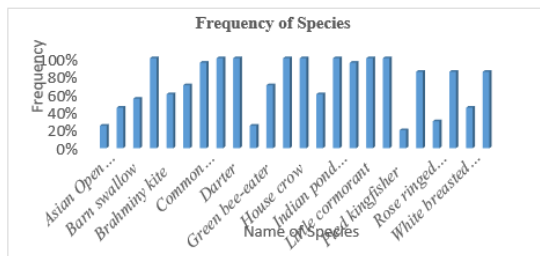 Frequency of Species
Frequency
100%
80%
60%
40%
20%
0%
Asian Open...
Barn swallow
Brahminy kite
Common...
Darter
Green bee-eater
House crow
Indian pond...
Little cormorant
Pied kingfisher
Rose ringed...
White breasted...
Name of Species